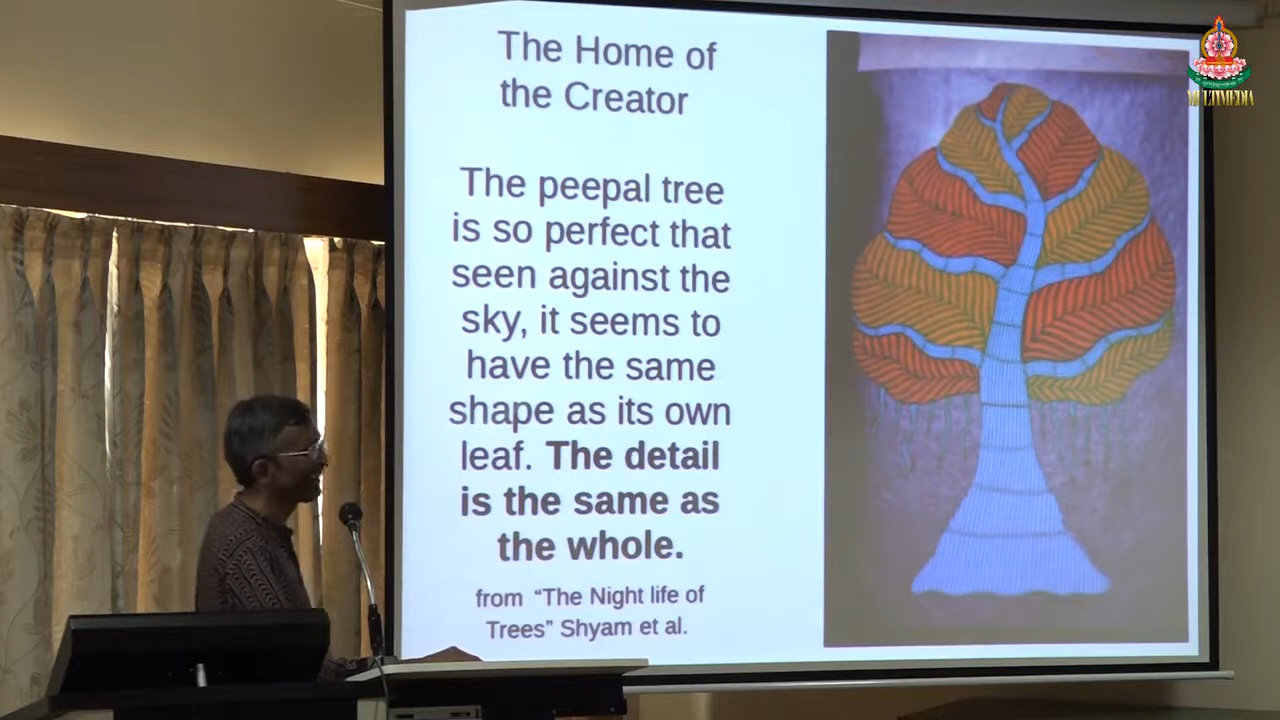 The Home of
the Creator
The peepal tree
is so perfect that
seen against the
sky, it seems to
have the same
shape as its own
leaf. The detail
is the same as
the whole.
from “The Night life of
Trees” Shyam et al.
MULTIMEDIA